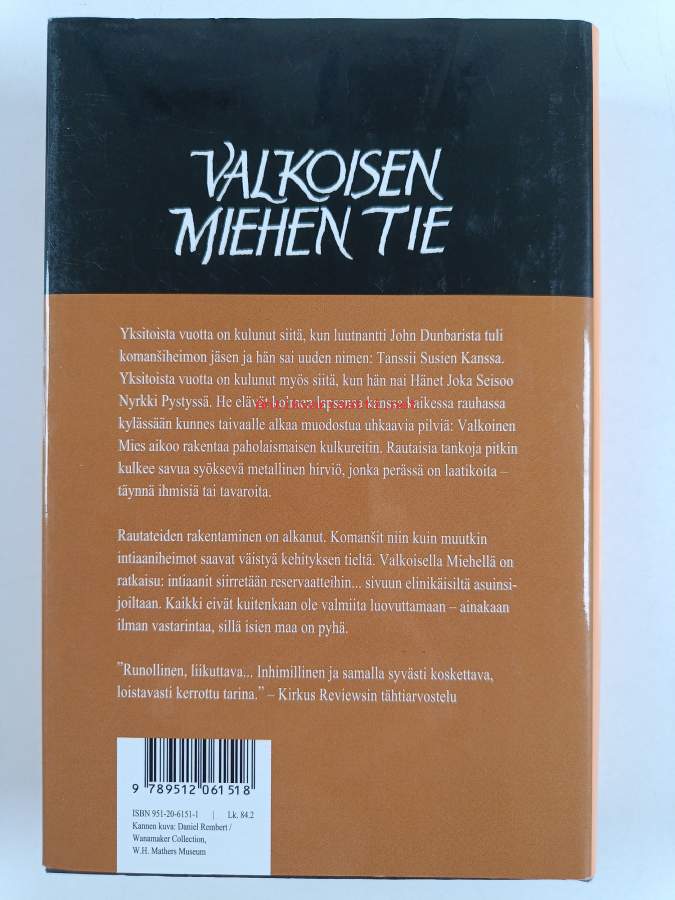 VALKOISEN
MIEHEN TIE
Yksitoista vuotta on kulunut siitä, kun luutnantti John Dunbarista tuli
komanšiheimon jäsen ja hän sai uuden nimen: Tanssii Susien Kanssa.
Yksitoista vuotta on kulunut myös siitä, kun hän nai Hänet Joka Seisoo
Nyrkki Pystyssä. He elävät kolmen lapsensa kanssa kaikessa rauhassa
kylässään kunnes taivaalle alkaa muodostua uhkaavia pilviä: Valkoinen
Mies aikoo rakentaa paholaismaisen kulkureitin. Rautaisia tankoja pitkin
kulkee savua syöksevä metallinen hirviö, jonka perässä on laatikoita –
täynnä ihmisiä tai tavaroita.
Rautateiden rakentaminen on alkanut. Komanšit niin kuin muutkin
intiaaniheimot saavat väistyä kehityksen tieltä. Valkoisella Miehellä on
ratkaisu: intiaanit siirretään reservaatteihin... sivuun elinikäisiltä asuinsi-
joiltaan. Kaikki eivät kuitenkaan ole valmiita luovuttamaan – ainakaan
ilman vastarintaa, sillä isien maa on pyhä.
”Runollinen, liikuttava... Inhimillinen ja samalla syvästi koskettava,
loistavasti kerrottu tarina.” – Kirkus Reviewsin tähtiarvostelu
9 789512 061518
ISBN 951-20-6151-1 | Lk. 84.2
Kannen kuva: Daniel Rembert /
Wanamaker Collection,
W.H. Mathers Museum